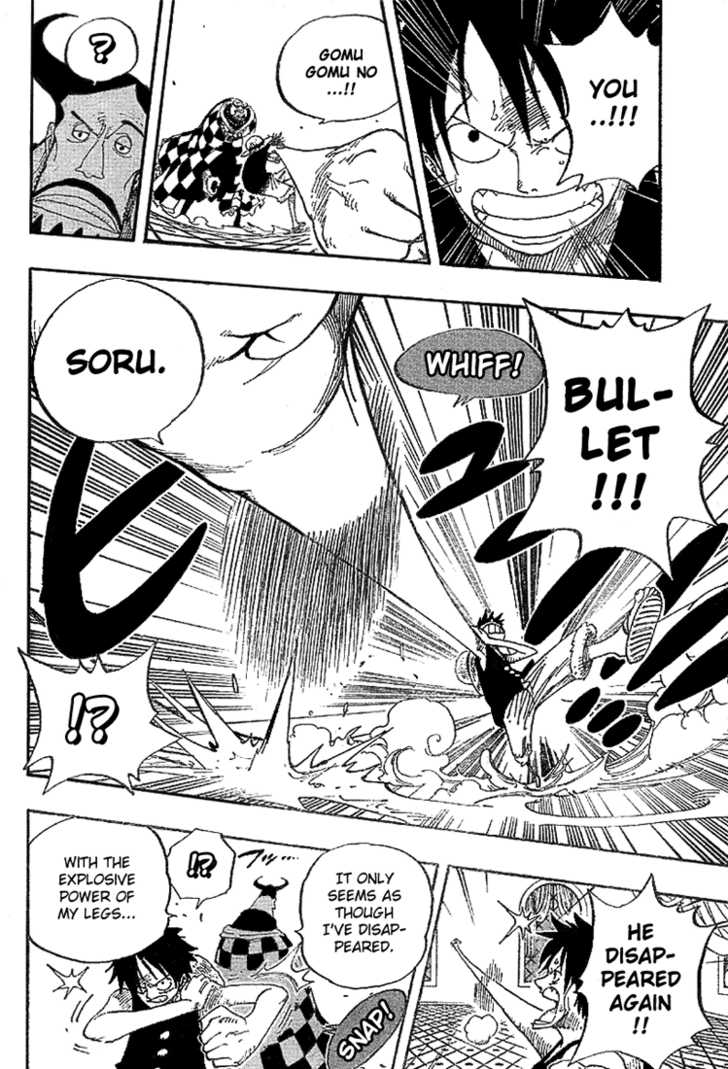 YOU
..!!!
GOMU
GOMU NO
...!!
?
BUL-
LET
!!!
WHIFF!
SORU.
!?
HE
DISAP-
PEARED
AGAIN
!!
IT ONLY
SEEMS AS
THOUGH
I'VE DISAP-
PEARED.
SNAP!
!?
WITH THE
EXPLOSIVE
POWER OF
MY LEGS...